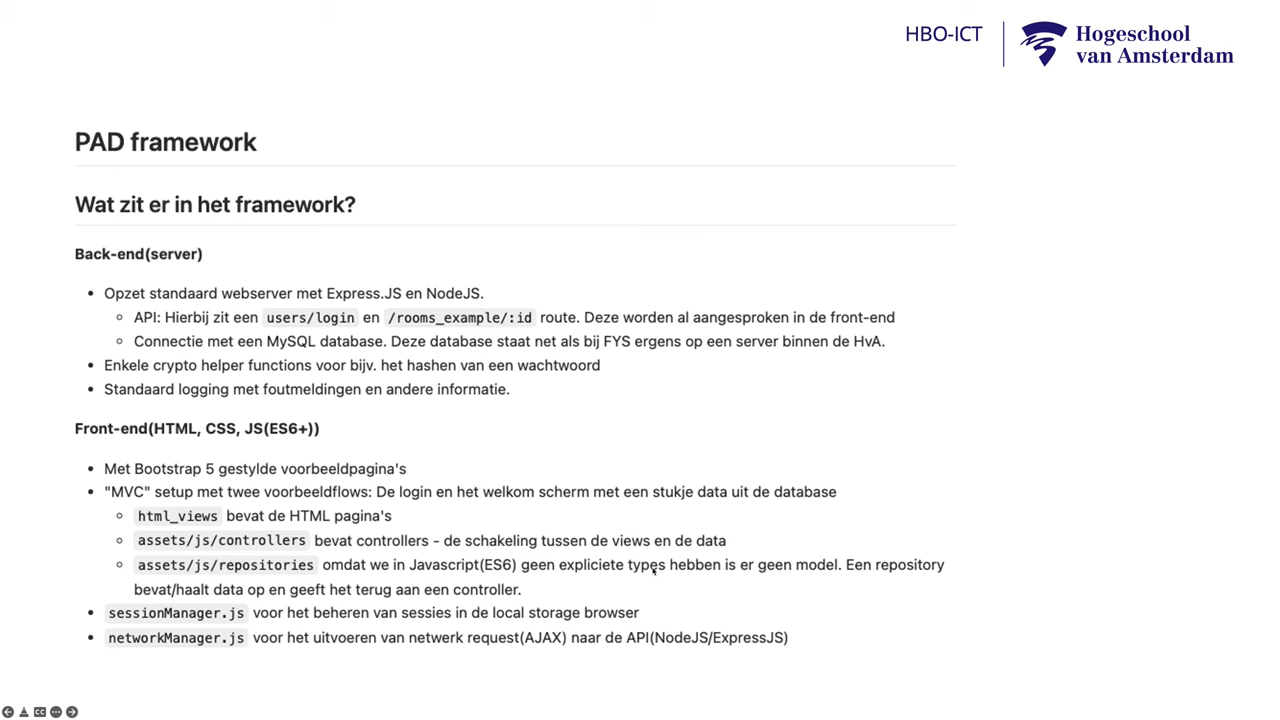 HBO-ICT
Hogeschool
van Amsterdam
PAD framework
Wat zit er in het framework?
Back-end(server)
• Opzet standaard webserver met Express.JS en NodeJS.
◦ API: Hierbij zit een users/login en /rooms_example/:id route. Deze worden al aangesproken in de front-end
◦ Connectie met een MySQL database. Deze database staat net als bij FYS ergens op een server binnen de HvA.
• Enkele crypto helper functions voor bijv. het hashen van een wachtwoord
• Standaard logging met foutmeldingen en andere informatie.
Front-end(HTML, CSS, JS(ES6+))
• Met Bootstrap 5 gestylde voorbeeldpagina's
• "MVC" setup met twee voorbeeldflows: De login en het welkom scherm met een stukje data uit de database
◦ html_views bevat de HTML pagina's
◦ assets/js/controllers bevat controllers - de schakeling tussen de views en de data
◦ assets/js/repositories omdat we in Javascript(ES6) geen expliciete types hebben is er geen model. Een repository
bevat/haalt data op en geeft het terug aan een controller.
• sessionManager.js voor het beheren van sessies in de local storage browser
• networkManager.js voor het uitvoeren van netwerk request(AJAX) naar de API(NodeJS/ExpressJS)